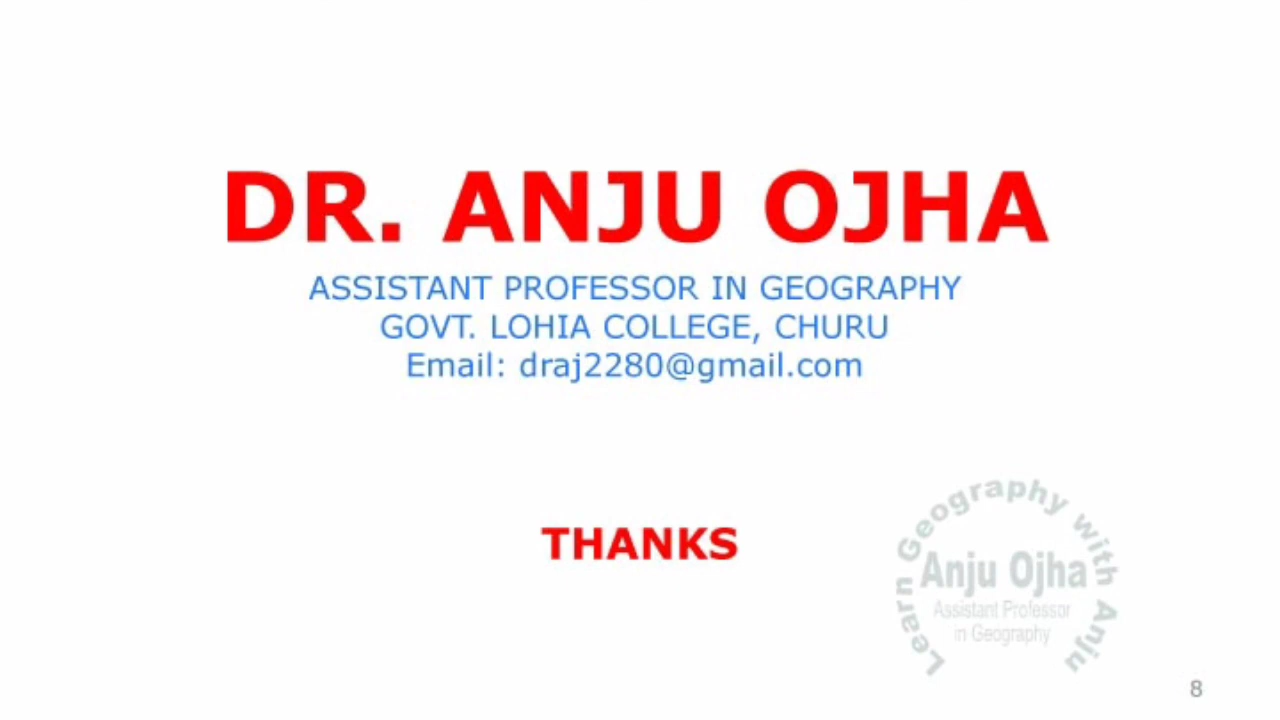 DR. ANJU OJHA
ASSISTANT PROFESSOR IN GEOGRAPHY
GOVT. LOHIA COLLEGE, CHURU
Email: draj2280@gmail.com
THANKS
Learn Geography with Anju
Anju Ojha
Assistant Professor
in Geography
8